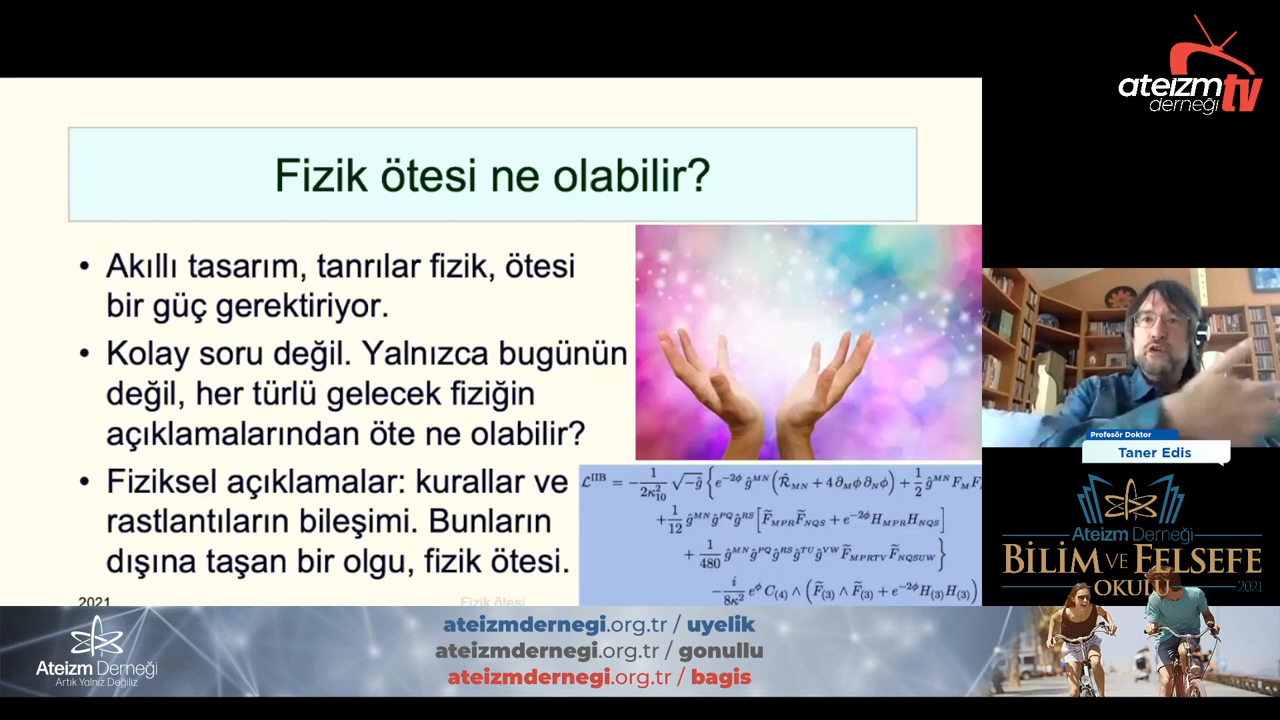 ateizm tv
derneği
Fizik ötesi ne olabilir?
• Akıllı tasarım, tanrılar fizik, ötesi
bir güç gerektiriyor.
• Kolay soru değil. Yalnızca bugünün
değil, her türlü gelecek fiziğin
açıklamalarından öte ne olabilir?
• Fiziksel açıklamalar: kurallar ve
rastlantıların bileşimi. Bunların
dışına taşan bir olgu, fizik ötesi.
2021
Fizik ötesi
Profesör Doktor
Taner Edis
Ateizm Derneği
BİLİM VE FELSEFE
OKULU 2021
Ateizm Derneği
Artık Yalnız Değiliz
ateizmdernegi.org.tr / uyelik
ateizmdernegi.org.tr / gonullu
ateizmdernegi.org.tr / bagis